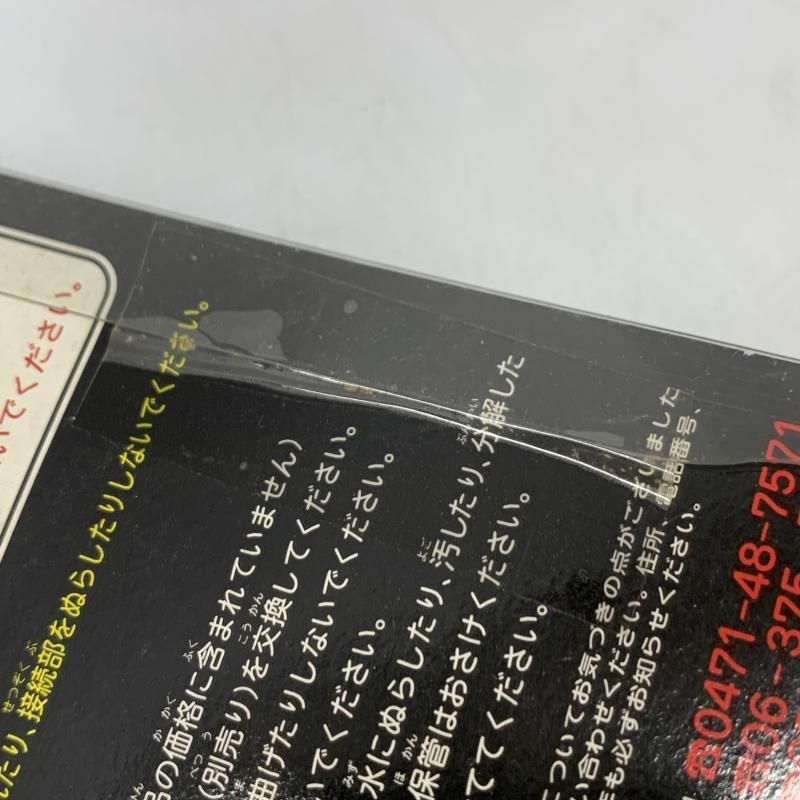 いでください。
れたり、接続部をぬらしたりしないでください。
の価格に含まれていません)
(別売り)を交換してください。
曲げたりしないでください。
いでください。
水にぬらしたり、汚したり、分解した
保管はおさけください。
ててください。
についてお気づきの点がございました
い合わせください。住所、電話番号、
も必ずお知らせください。
☎0471-48-7571
☎06-375